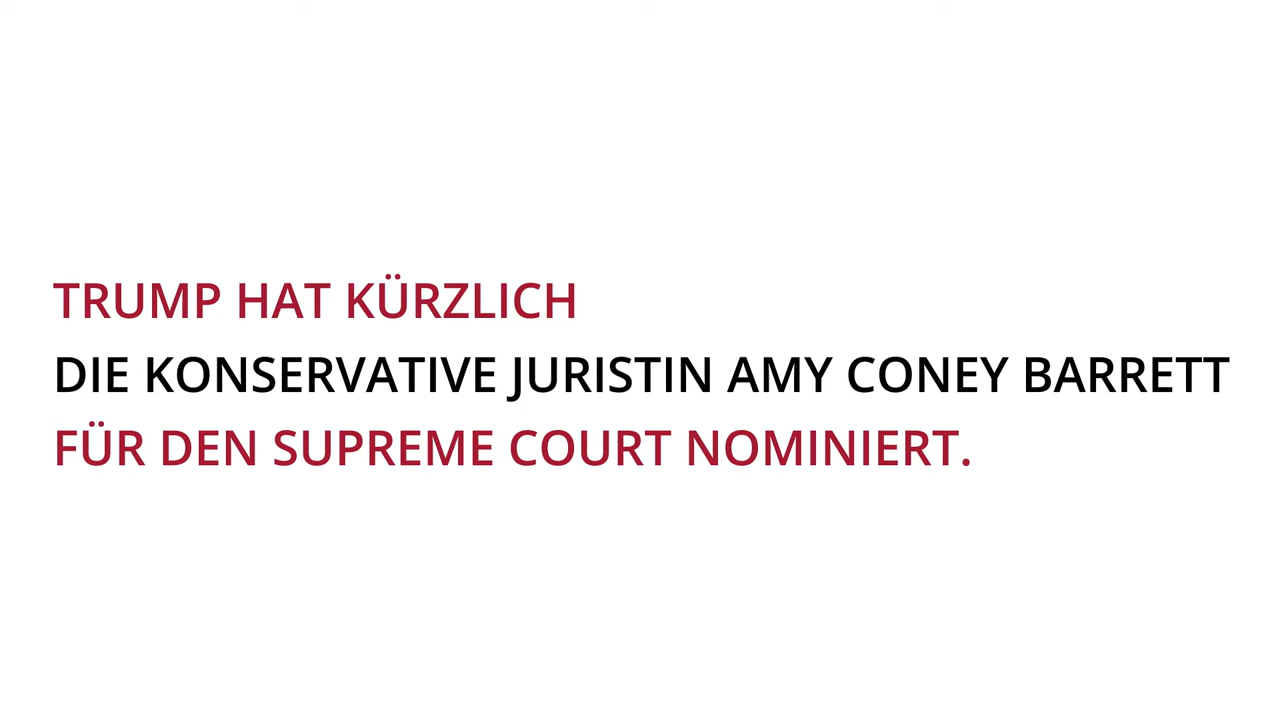 TRUMP HAT KÜRZLICH
DIE KONSERVATIVE JURISTIN AMY CONEY BARRETT
FÜR DEN SUPREME COURT NOMINIERT.